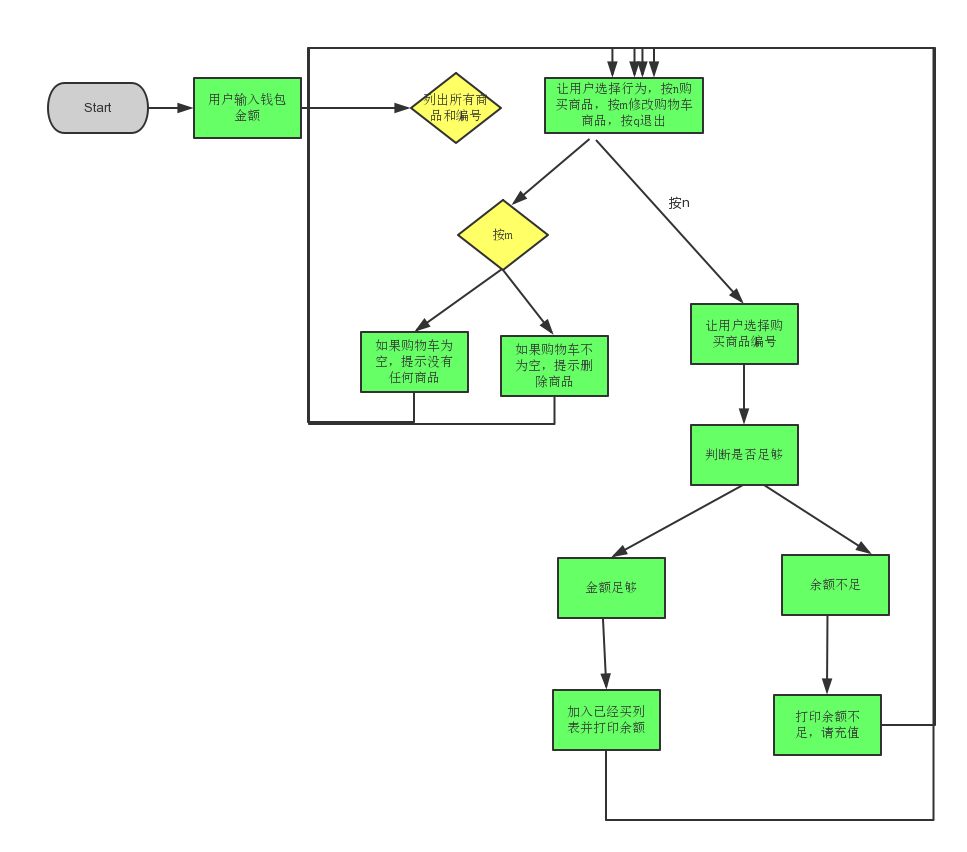 Start
用户输入钱包
金额
列出所有商
品和编号
让用户选择行为，按n购
买商品，按m修改购物车
商品，按q退出
按n
按m
让用户选择购
买商品编号
如果购物车为
空，提示没有
任何商品
如果购物车不
为空，提示删
除商品
判断是否足够
金额足够
余额不足
加入已经买列
表并打印余额
打印余额不
足，请充值